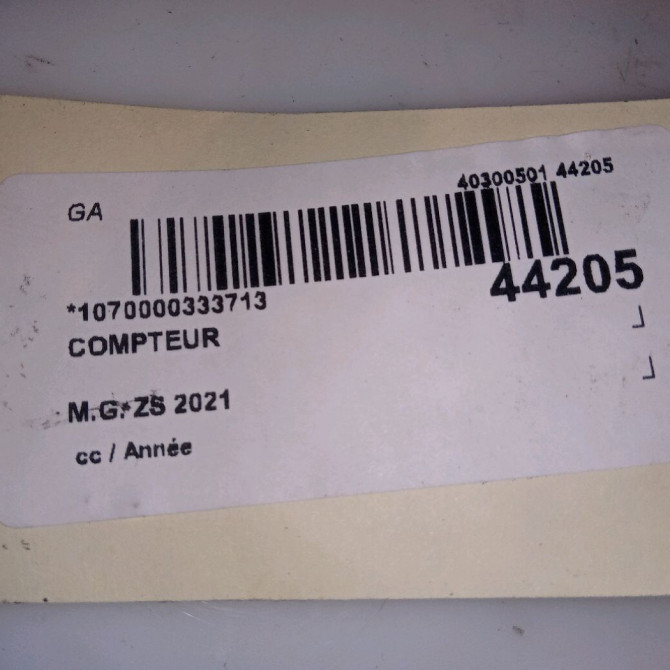 40300501 44205
GA
44205
*1070000333713
COMPTEUR
M.G.*ZS 2021
cc / Année